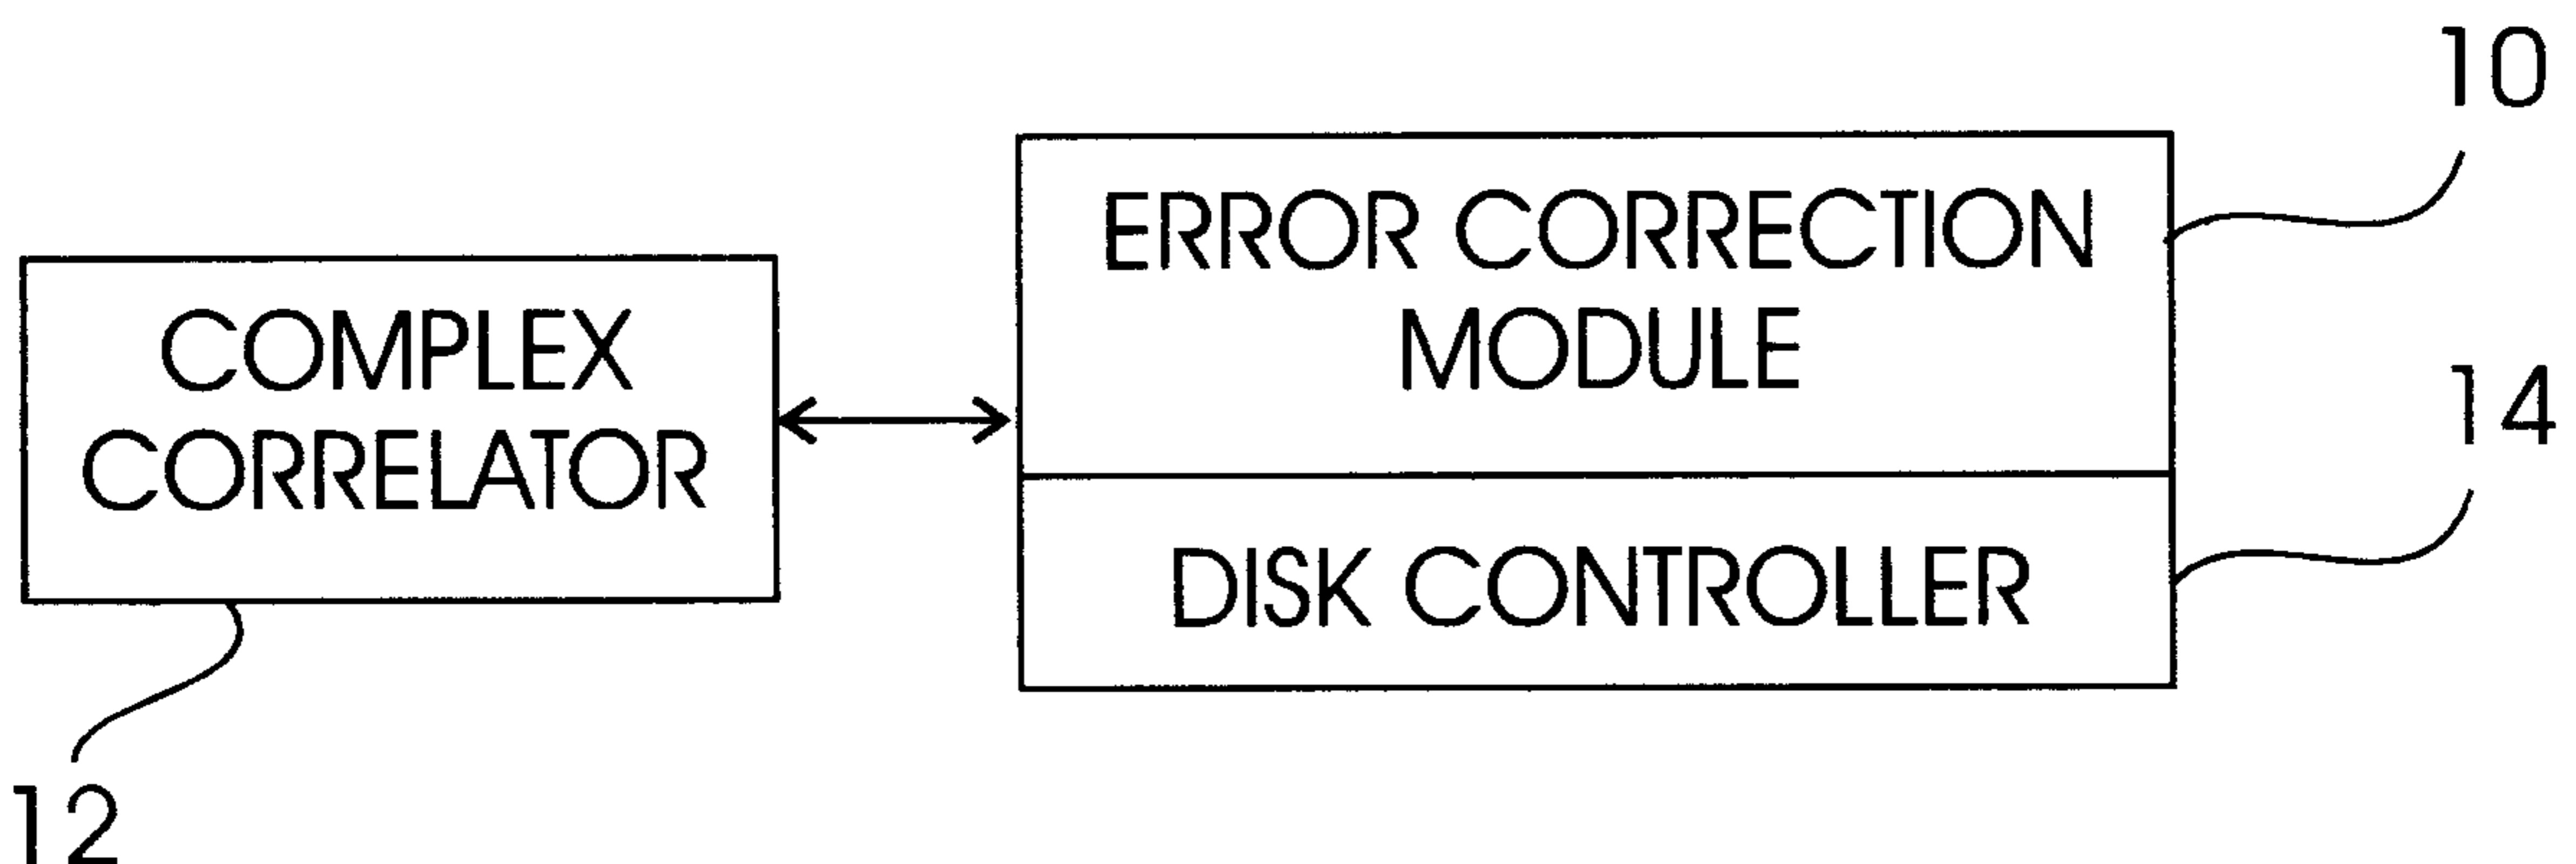 10
ERROR CORRECTION
MODULE
COMPLEX
CORRELATOR
14
DISK CONTROLLER
12